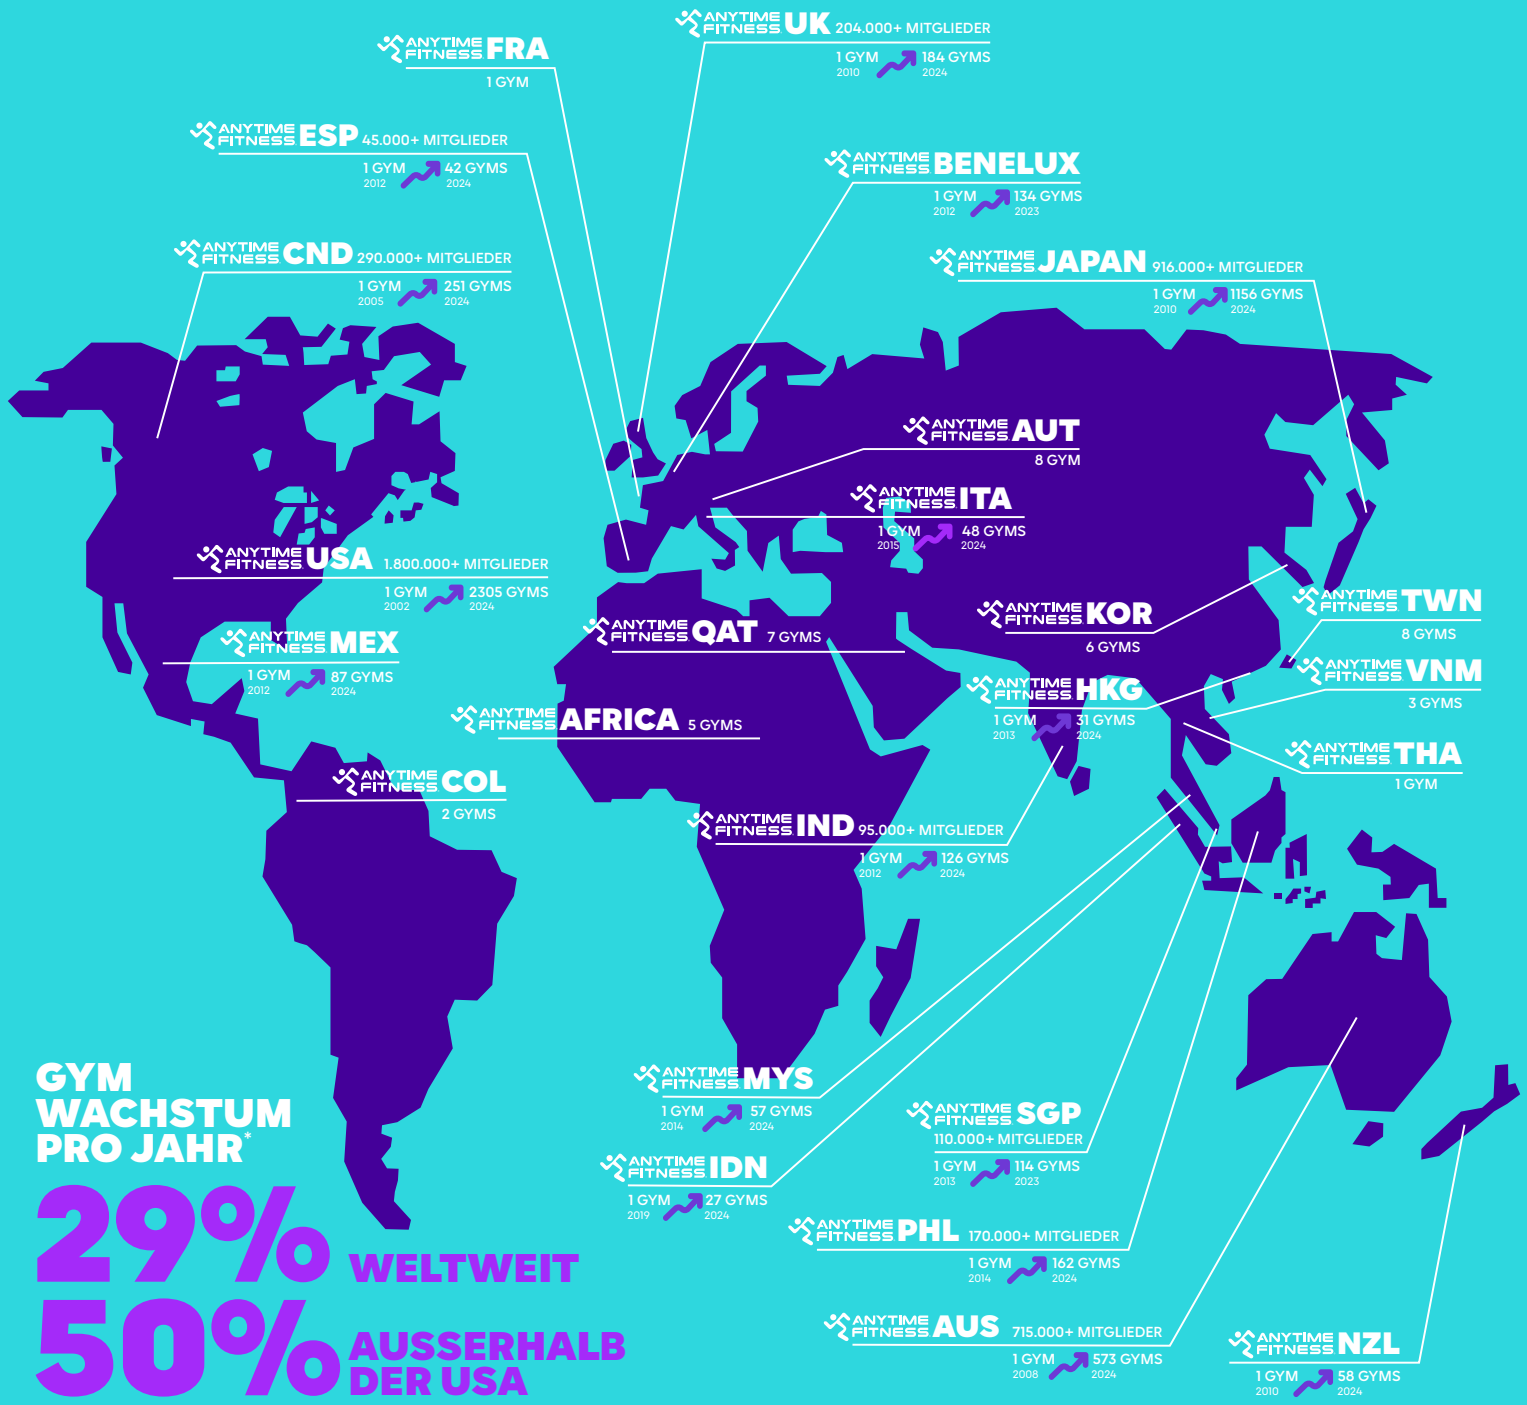 ANYTIME FITNESS UK 204.000+ MITGLIEDER
1 GYM 184 GYMS
2010 2024
ANYTIME FITNESS FRA
1 GYM
ANYTIME FITNESS ESP 45.000+ MITGLIEDER
1 GYM 42 GYMS
2012 2024
ANYTIME FITNESS BENELUX
1 GYM 134 GYMS
2012 2023
ANYTIME FITNESS CND 290.000+ MITGLIEDER
1 GYM 251 GYMS
2005 2024
ANYTIME FITNESS JAPAN 916.000+ MITGLIEDER
1 GYM 1156 GYMS
2010 2024
ANYTIME FITNESS AUT
8 GYM
ANYTIME FITNESS ITA
1 GYM 48 GYMS
2015 2024
ANYTIME FITNESS USA 1.800.000+ MITGLIEDER
1 GYM 2305 GYMS
2002 2024
ANYTIME FITNESS KOR
6 GYMS
ANYTIME FITNESS TWN
8 GYMS
ANYTIME FITNESS MEX
1 GYM 87 GYMS
2012 2024
ANYTIME FITNESS QAT 7 GYMS
ANYTIME FITNESS VNM
3 GYMS
ANYTIME FITNESS HKG
1 GYM 31 GYMS
2013 2024
ANYTIME FITNESS AFRICA 5 GYMS
ANYTIME FITNESS THA
1 GYM
ANYTIME FITNESS COL
2 GYMS
ANYTIME FITNESS IND 95.000+ MITGLIEDER
1 GYM 126 GYMS
2012 2024
ANYTIME FITNESS MYS
1 GYM 57 GYMS
2014 2024
ANYTIME FITNESS SGP
110.000+ MITGLIEDER
1 GYM 114 GYMS
2013 2023
ANYTIME FITNESS IDN
1 GYM 27 GYMS
2019 2024
ANYTIME FITNESS PHL 170.000+ MITGLIEDER
1 GYM 162 GYMS
2014 2024
ANYTIME FITNESS AUS 715.000+ MITGLIEDER
1 GYM 573 GYMS
2008 2024
ANYTIME FITNESS NZL
1 GYM 58 GYMS
2010 2024
GYM
WACHSTUM
PRO JAHR*
29% WELTWEIT
50% AUSSERHALB
DER USA